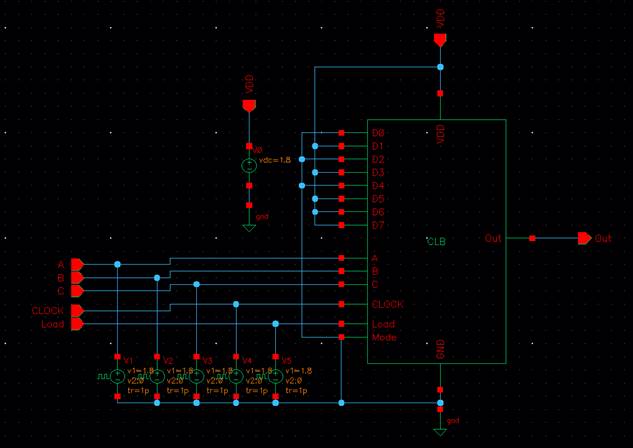 VDD
VDD
V0
vdc=1.8
gnd
VDD
D0
D1
D2
D3
D4
D5
D6
D7
CLB
Out
Out
A
B
C
CLOCK
Load
A
B
C
CLOCK
Load
Mode
GND
V1
V2
V3
V4
V5
v1=1.8
v1=1.8
v1=1.8
v1=1.8
v1=1.8
v2:0
v2:0
v2:0
v2:0
v2:0
tr=1p
tr=1p
tr=1p
tr=1p
tr=1p
gnd